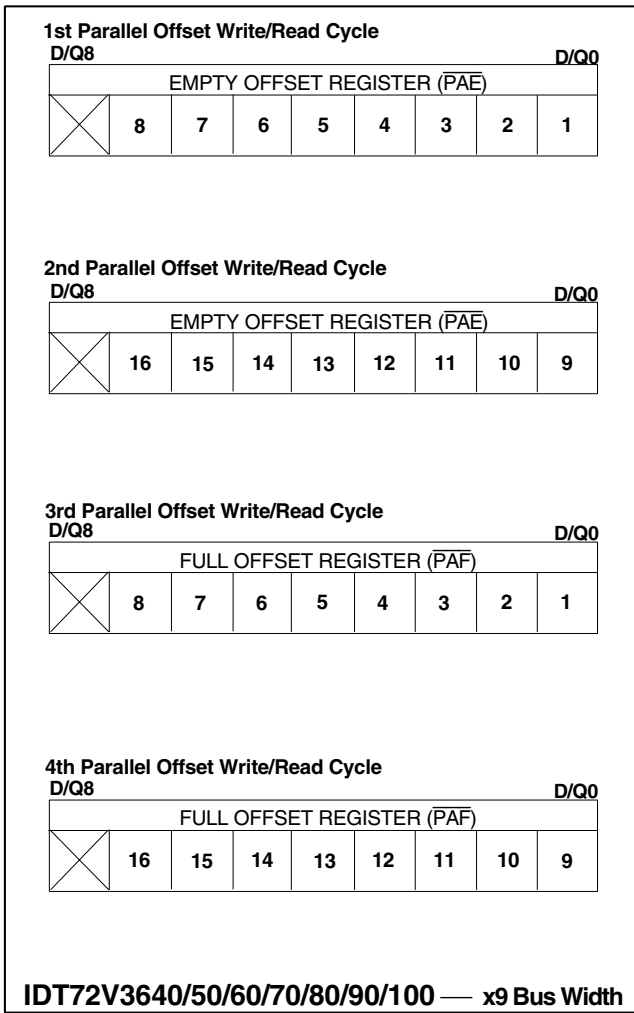 1st Parallel Offset Write/Read Cycle
D/Q8 D/Q0
EMPTY OFFSET REGISTER (P̅A̅E̅)
8 7 6 5 4 3 2 1
2nd Parallel Offset Write/Read Cycle
D/Q8 D/Q0
EMPTY OFFSET REGISTER (P̅A̅E̅)
16 15 14 13 12 11 10 9
3rd Parallel Offset Write/Read Cycle
D/Q8 D/Q0
FULL OFFSET REGISTER (P̅A̅F̅)
8 7 6 5 4 3 2 1
4th Parallel Offset Write/Read Cycle
D/Q8 D/Q0
FULL OFFSET REGISTER (P̅A̅F̅)
16 15 14 13 12 11 10 9
IDT72V3640/50/60/70/80/90/100 — x9 Bus Width